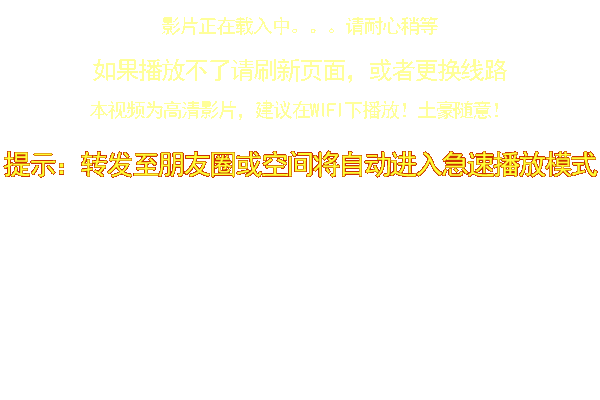 影片正在载入中。。。请耐心稍等
如果播放不了请刷新页面，或者更换线路
本视频为高清影片，建议在WIFI下播放！土豪随意！
提示：转发至朋友圈或空间将自动进入急速播放模式